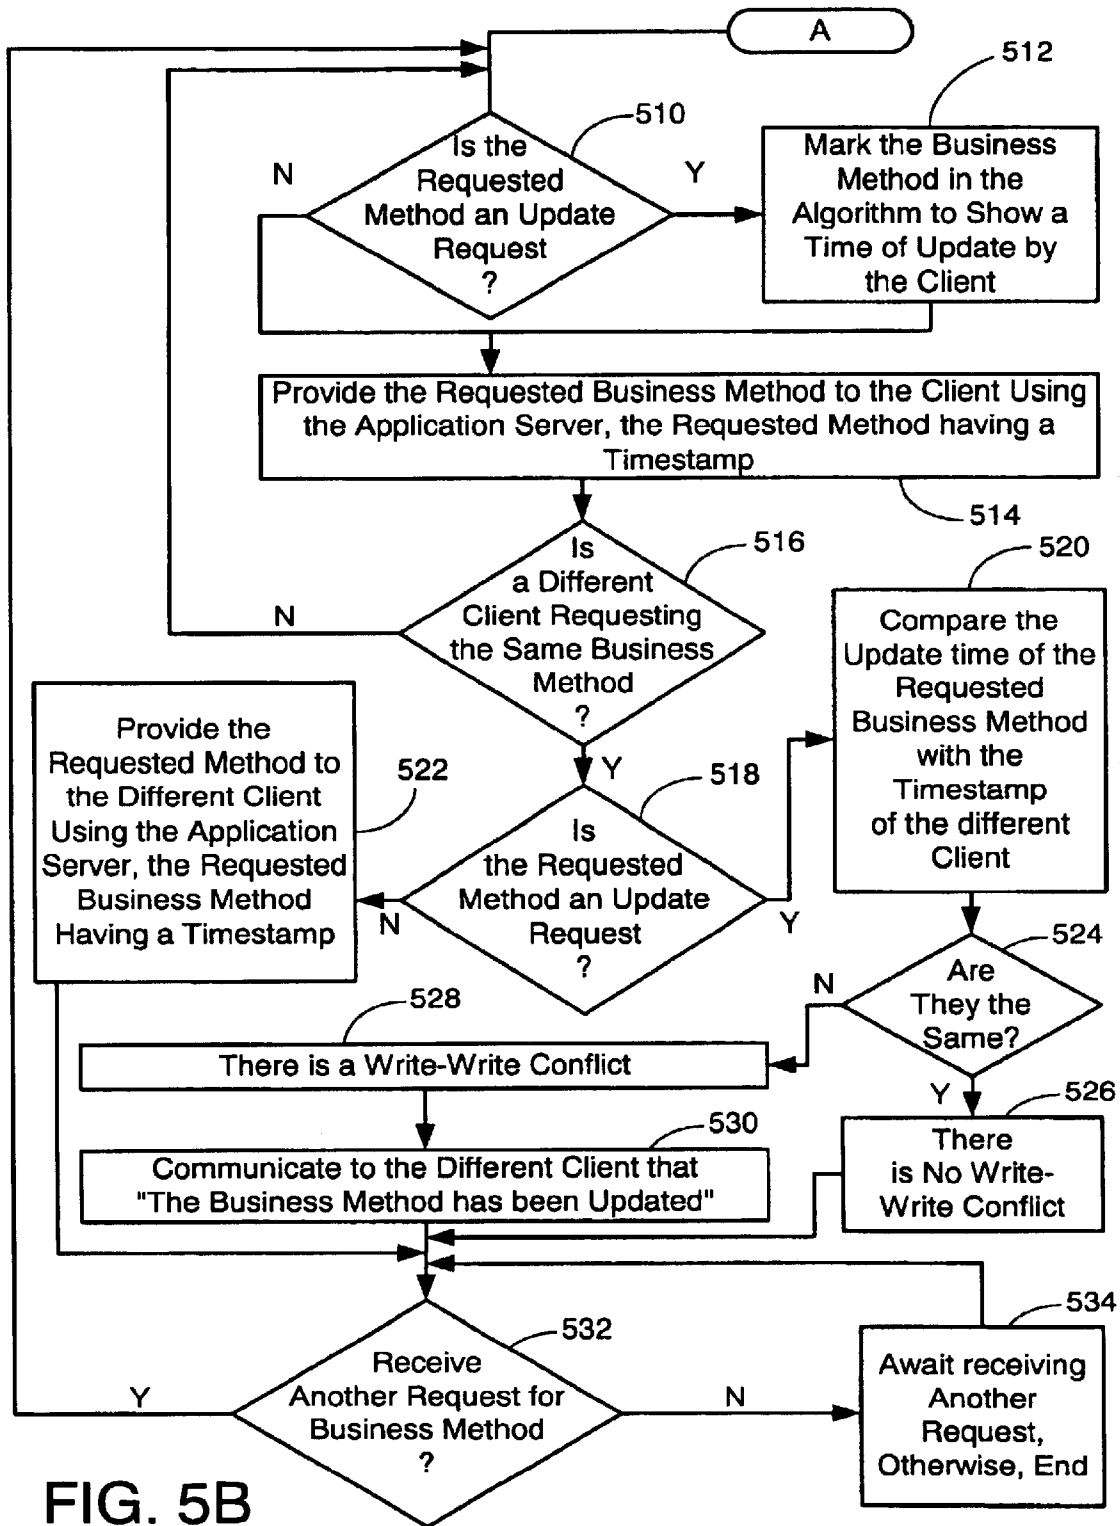 A
512
510
Is the
Requested
Method an Update
Request
?
N
Y
Mark the Business
Method in the
Algorithm to Show a
Time of Update by
the Client
Provide the Requested Business Method to the Client Using
the Application Server, the Requested Method having a
Timestamp
514
516
Is
a Different
Client Requesting
the Same Business
Method
?
N
Y
520
Compare the
Update time of the
Requested
Business Method
with the
Timestamp
of the different
Client
Provide the
Requested Method to
the Different Client
Using the Application
Server, the Requested
Business Method
Having a Timestamp
522
518
Is
the Requested
Method an Update
Request
?
N
Y
524
Are
They the
Same?
N
Y
528
There is a Write-Write Conflict
526
There
is No Write-
Write Conflict
530
Communicate to the Different Client that
"The Business Method has been Updated"
532
Receive
Another Request for
Business Method
?
Y
N
534
Await receiving
Another
Request,
Otherwise, End
FIG. 5B